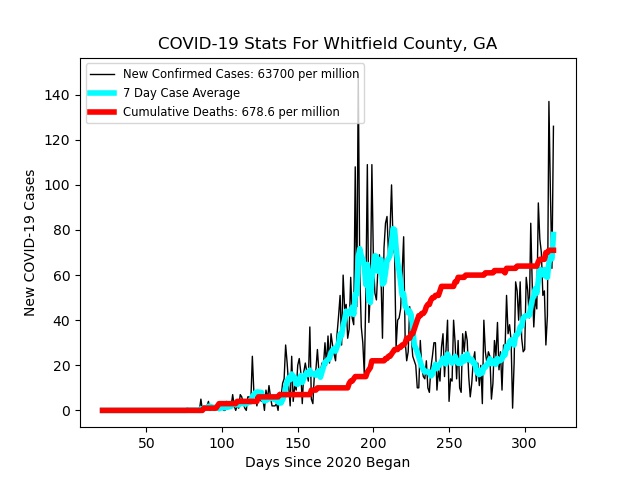 COVID-19 Stats For Whitfield County, GA
New Confirmed Cases: 63700 per million
7 Day Case Average
Cumulative Deaths: 678.6 per million
New COVID-19 Cases
140
120
100
80
60
40
20
0
50
100
150
200
250
300
Days Since 2020 Began